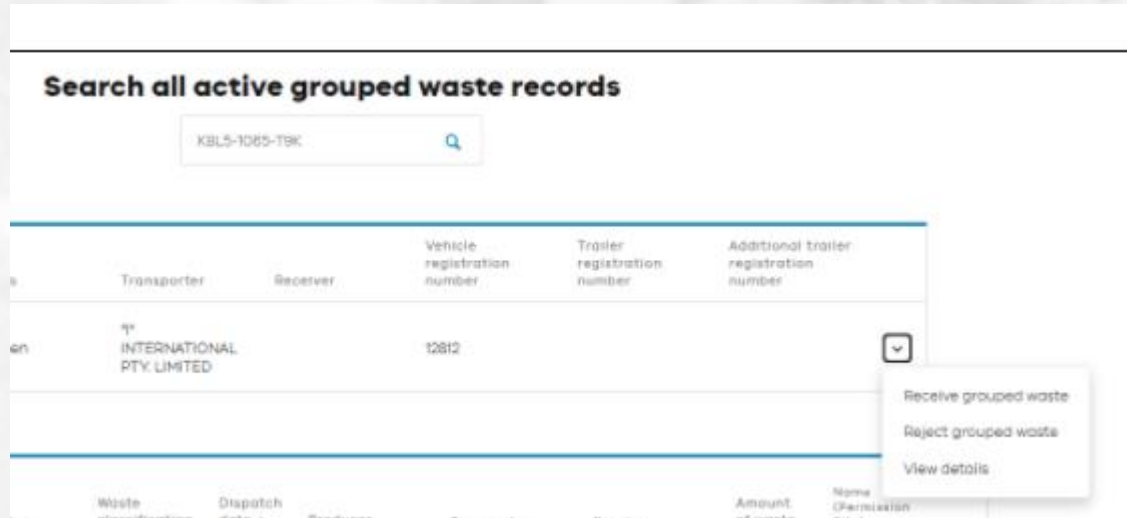 Search all active grouped waste records
KBL5-1085-T9K
Vehicle registration number
Trailer registration number
Additional trailer registration number
Transporter
Receiver
en
INTERNATIONAL PTY. LIMITED
12812
Receive grouped waste
Reject grouped waste
View details
Waste
Dispatch
Amount
Name